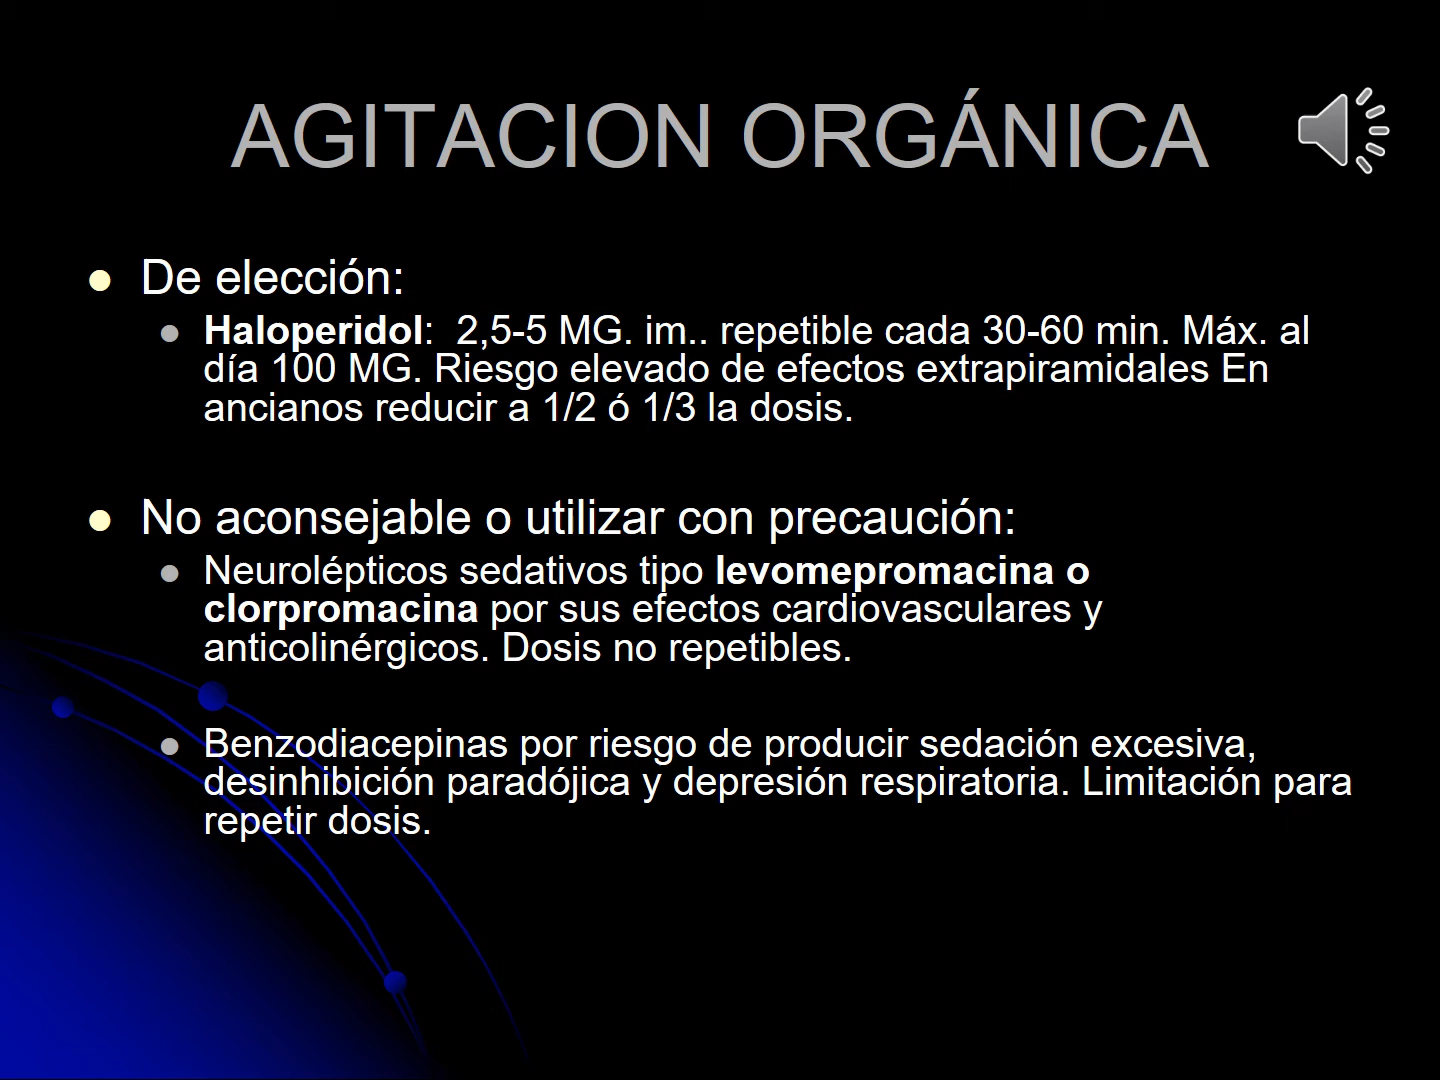 AGITACION ORGÁNICA
De elección:
Haloperidol:  2,5-5 MG. im.. repetible cada 30-60 min. Máx. al
día 100 MG. Riesgo elevado de efectos extrapiramidales En
ancianos reducir a 1/2 ó 1/3 la dosis.
No aconsejable o utilizar con precaución:
Neurolépticos sedativos tipo levomepromacina o
clorpromacina por sus efectos cardiovasculares y
anticolinérgicos. Dosis no repetibles.
Benzodiacepinas por riesgo de producir sedación excesiva,
desinhibición paradójica y depresión respiratoria. Limitación para
repetir dosis.